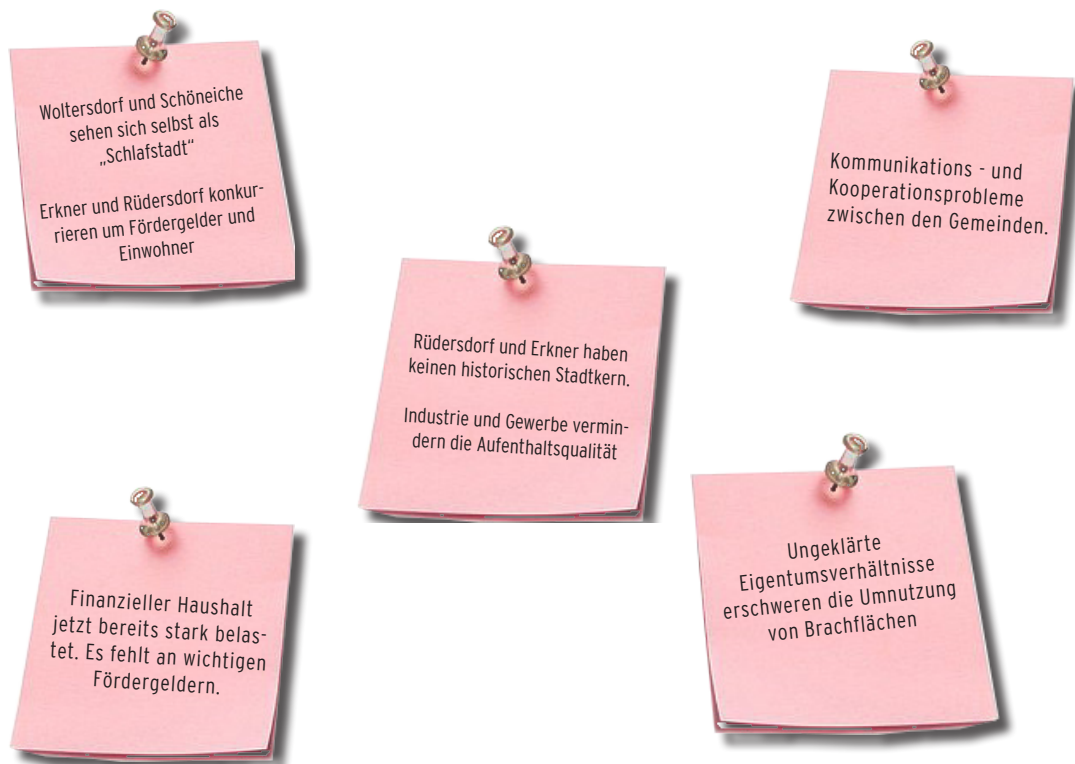 Woltersdorf und Schöneiche
sehen sich selbst als
„Schlafstadt“
Erkner und Rüdersdorf konkur-
rieren um Fördergelder und
Einwohner
Kommunikations - und
Kooperationsprobleme
zwischen den Gemeinden.
Rüdersdorf und Erkner haben
keinen historischen Stadtkern.
Industrie und Gewerbe vermin-
dern die Aufenthaltsqualität
Finanzieller Haushalt
jetzt bereits stark belas-
tet. Es fehlt an wichtigen
Fördergeldern.
Ungeklärte
Eigentumsverhältnisse
erschweren die Umnutzung
von Brachflächen